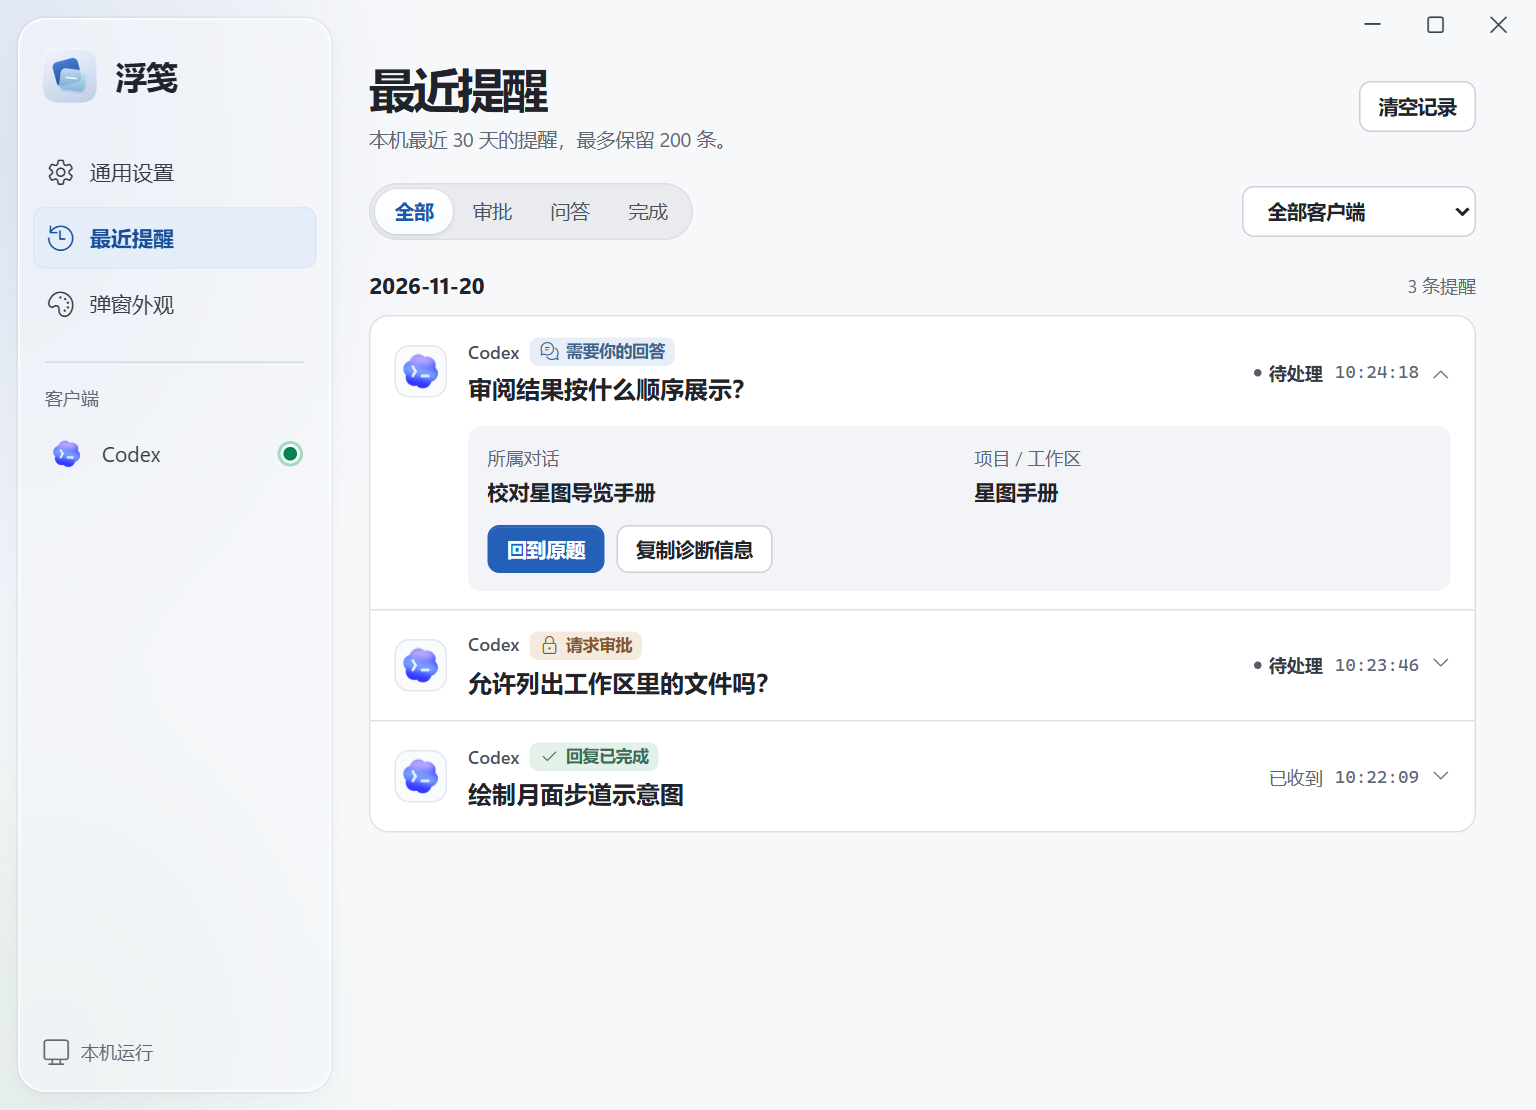 浮笺
通用设置
最近提醒
弹窗外观
客户端
Codex
本机运行
最近提醒
本机最近 30 天的提醒，最多保留 200 条。
清空记录
全部 审批 问答 完成
全部客户端
2026-11-20
3 条提醒
Codex 需要你的回答
审阅结果按什么顺序展示？
待处理 10:24:18
所属对话
校对星图导览手册
项目 / 工作区
星图手册
回到原题
复制诊断信息
Codex 请求审批
允许列出工作区里的文件吗？
待处理 10:23:46
Codex 回复已完成
绘制月面步道示意图
已收到 10:22:09